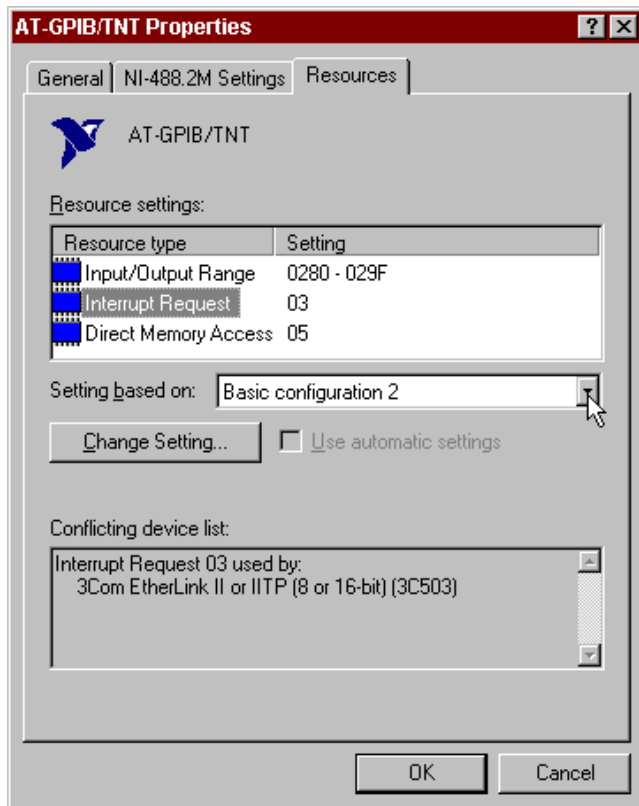 AT-GPIB/TNT Properties
General NI-488.2M Settings Resources
AT-GPIB/TNT
Resource settings:
Resource type Setting
Input/Output Range 0280 - 029F
Interrupt Request 03
Direct Memory Access 05
Setting based on: Basic configuration 2
Change Setting... Use automatic settings
Conflicting device list:
Interrupt Request 03 used by:
3Com EtherLink II or IITP (8 or 16-bit) (3C503)
OK Cancel